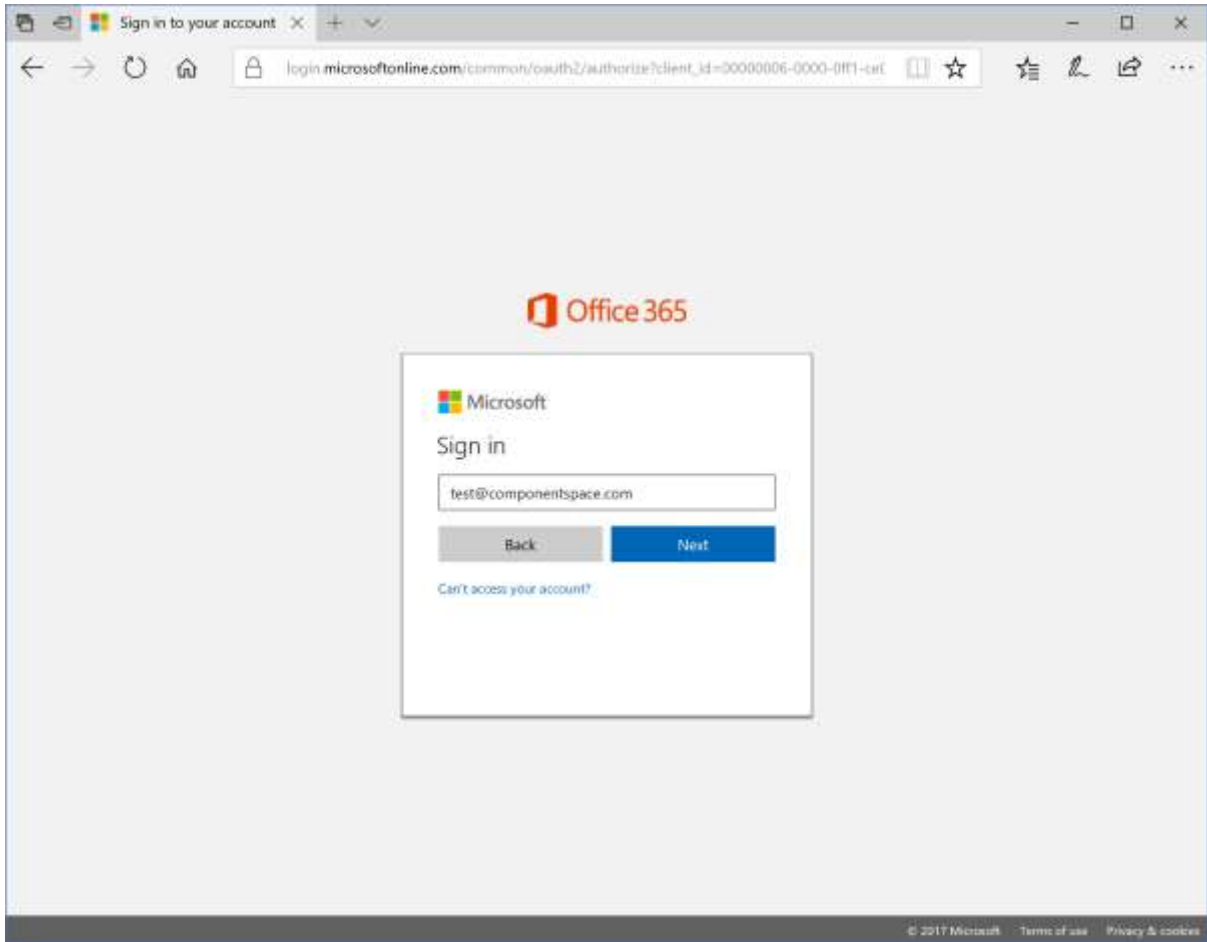 Sign in to your account
login.microsoftonline.com/common/oauth2/authorize?client_id=00000006-0000-0ff1-ce0
Office 365
Microsoft
Sign in
test@componentspace.com
Back Next
Can't access your account?
© 2017 Microsoft Terms of use Privacy & cookies